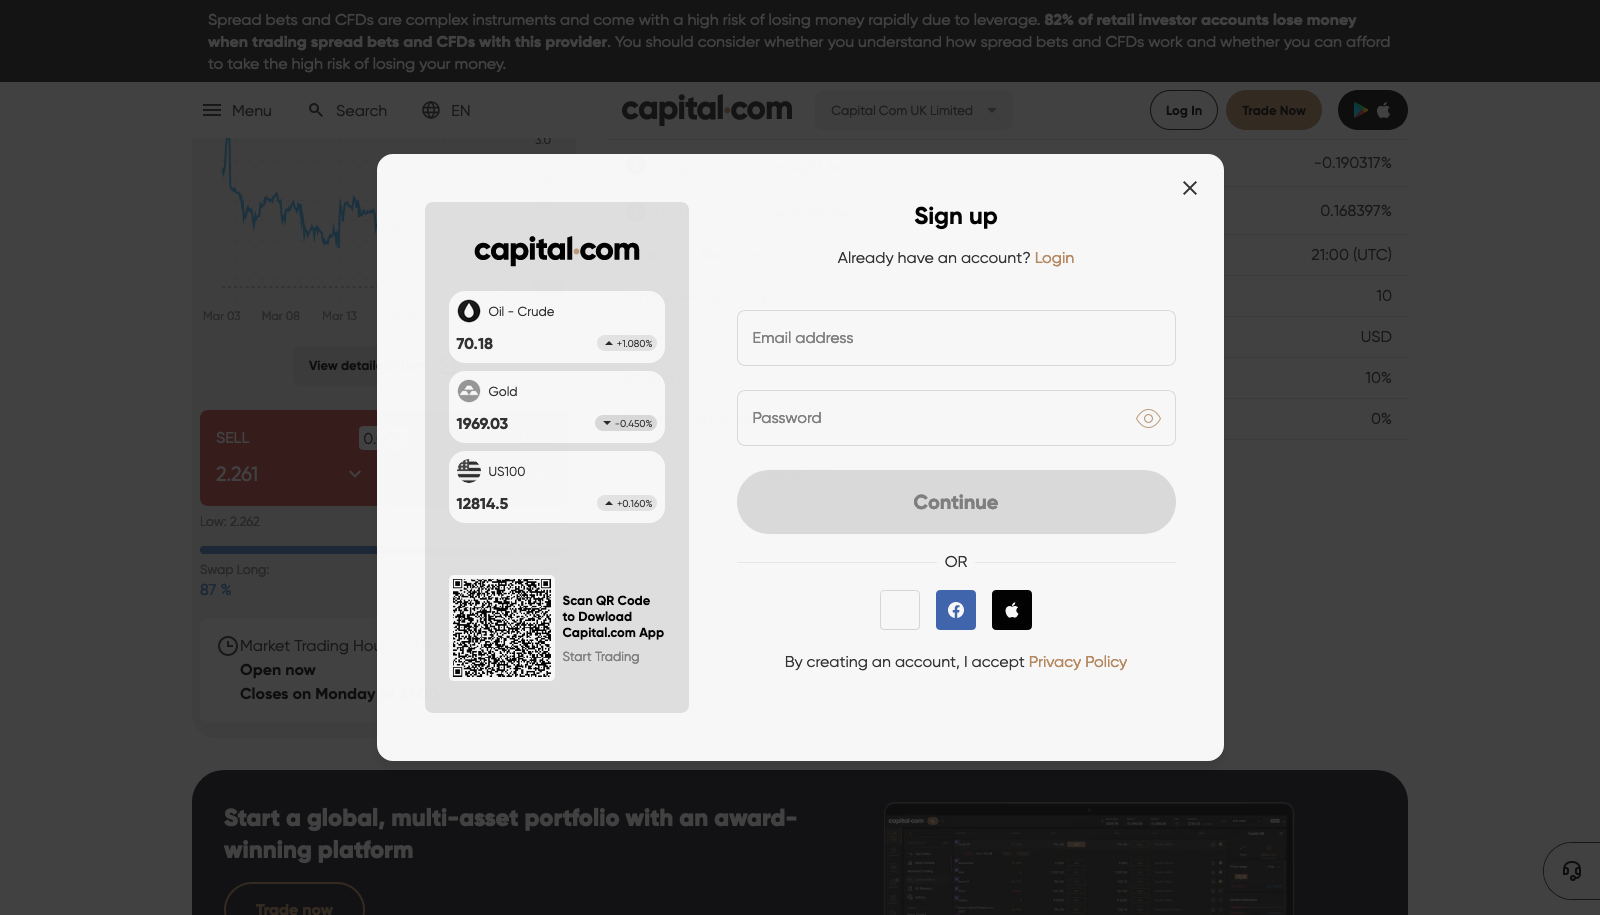 Spread bets and CFDs are complex instruments and come with a high risk of losing money rapidly due to leverage. 82% of retail investor accounts lose money
when trading spread bets and CFDs with this provider. You should consider whether you understand how spread bets and CFDs work and whether you can afford
to take the high risk of losing your money.
Menu
Search
EN
capital.com
Capital Com UK Limited
Log In
Trade Now
3.0
-0.190317%
0.168397%
21:00 (UTC)
10
USD
10%
0%
Mar 03
Mar 08
Mar 13
View detailed
SELL
2.261
0.
Low: 2.262
Swap Long:
87 %
Market Trading Hou
Open now
Closes on Monday
capital.com
Oil - Crude
70.18
+1.080%
Gold
1969.03
-0.450%
US100
12814.5
+0.160%
Scan QR Code
to Dowload
Capital.com App
Start Trading
Sign up
Already have an account? Login
Email address
Password
Continue
OR
By creating an account, I accept Privacy Policy
Start a global, multi-asset portfolio with an award-
winning platform
Trade now
capital.com